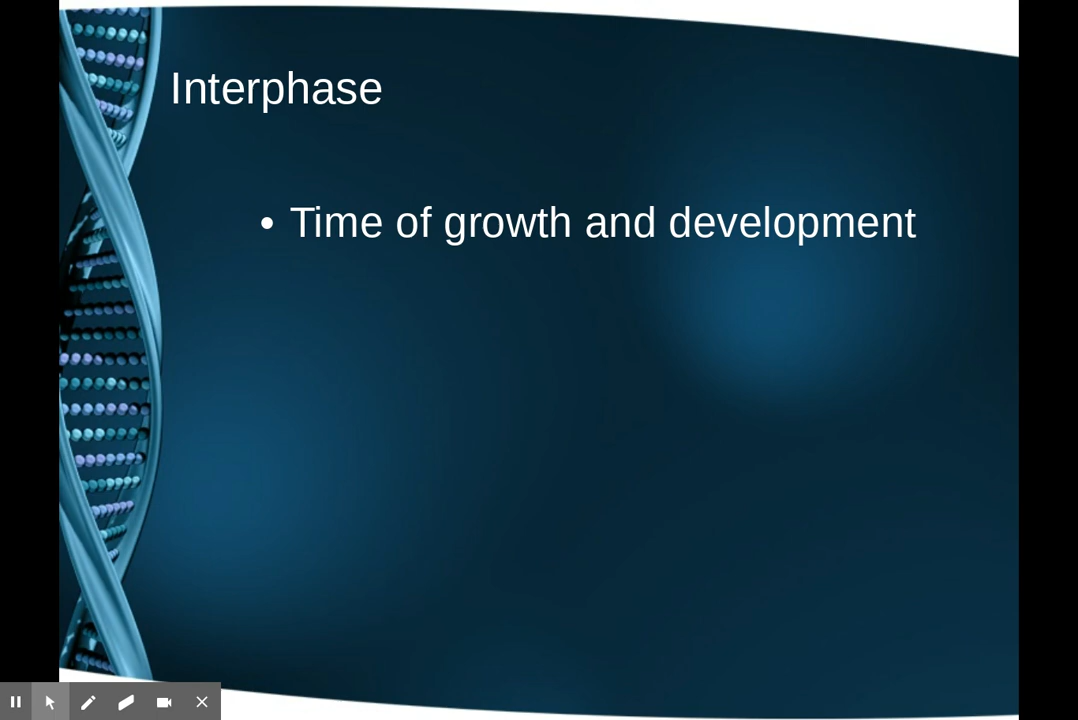 Interphase
• Time of growth and development